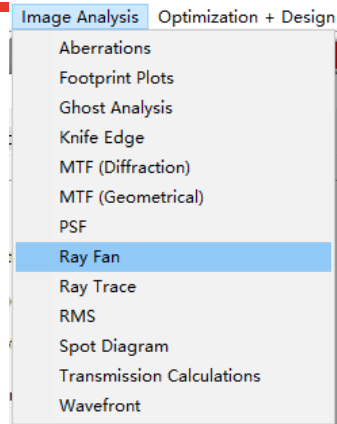 Image Analysis Optimization + Design
Aberrations
Footprint Plots
Ghost Analysis
Knife Edge
MTF (Diffraction)
MTF (Geometrical)
PSF
Ray Fan
Ray Trace
RMS
Spot Diagram
Transmission Calculations
Wavefront